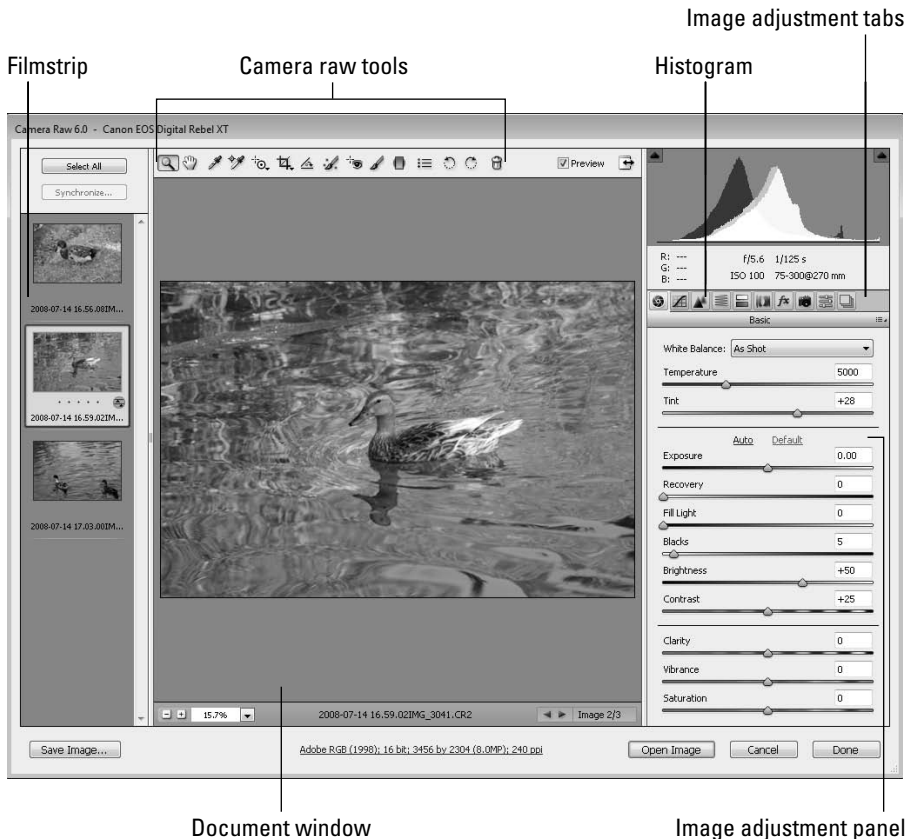 Image adjustment tabs
Filmstrip
Camera raw tools
Histogram
Camera Raw 6.0 - Canon EOS Digital Rebel XT
Select All
Synchronize...
Preview
2008-07-14 16.56.08IM...
2008-07-14 16.59.02IM...
2008-07-14 17.03.00IM...
R: ---
G: ---
B: ---
f/5.6 1/125 s
ISO 100 75-300@270 mm
fx
Basic
White Balance: As Shot
Temperature 5000
Tint +28
Auto Default
Exposure 0.00
Recovery 0
Fill Light 0
Blacks 5
Brightness +50
Contrast +25
Clarity 0
Vibrance 0
Saturation 0
15.7%
2008-07-14 16.59.02IMG_3041.CR2
Image 2/3
Save Image...
Adobe RGB (1998); 16 bit; 3456 by 2304 (8.0MP); 240 ppi
Open Image
Cancel
Done
Document window
Image adjustment panel